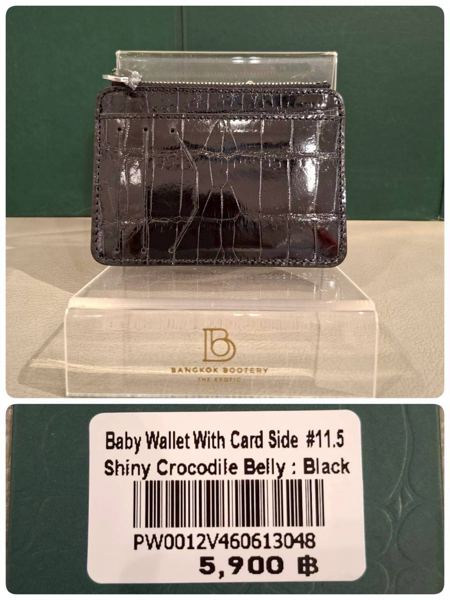 B
BANGKOK BOOTERY
THE EXOTIC
Baby Wallet With Card Side #11.5
Shiny Crocodile Belly : Black
PW0012V460613048
5,900 ฿